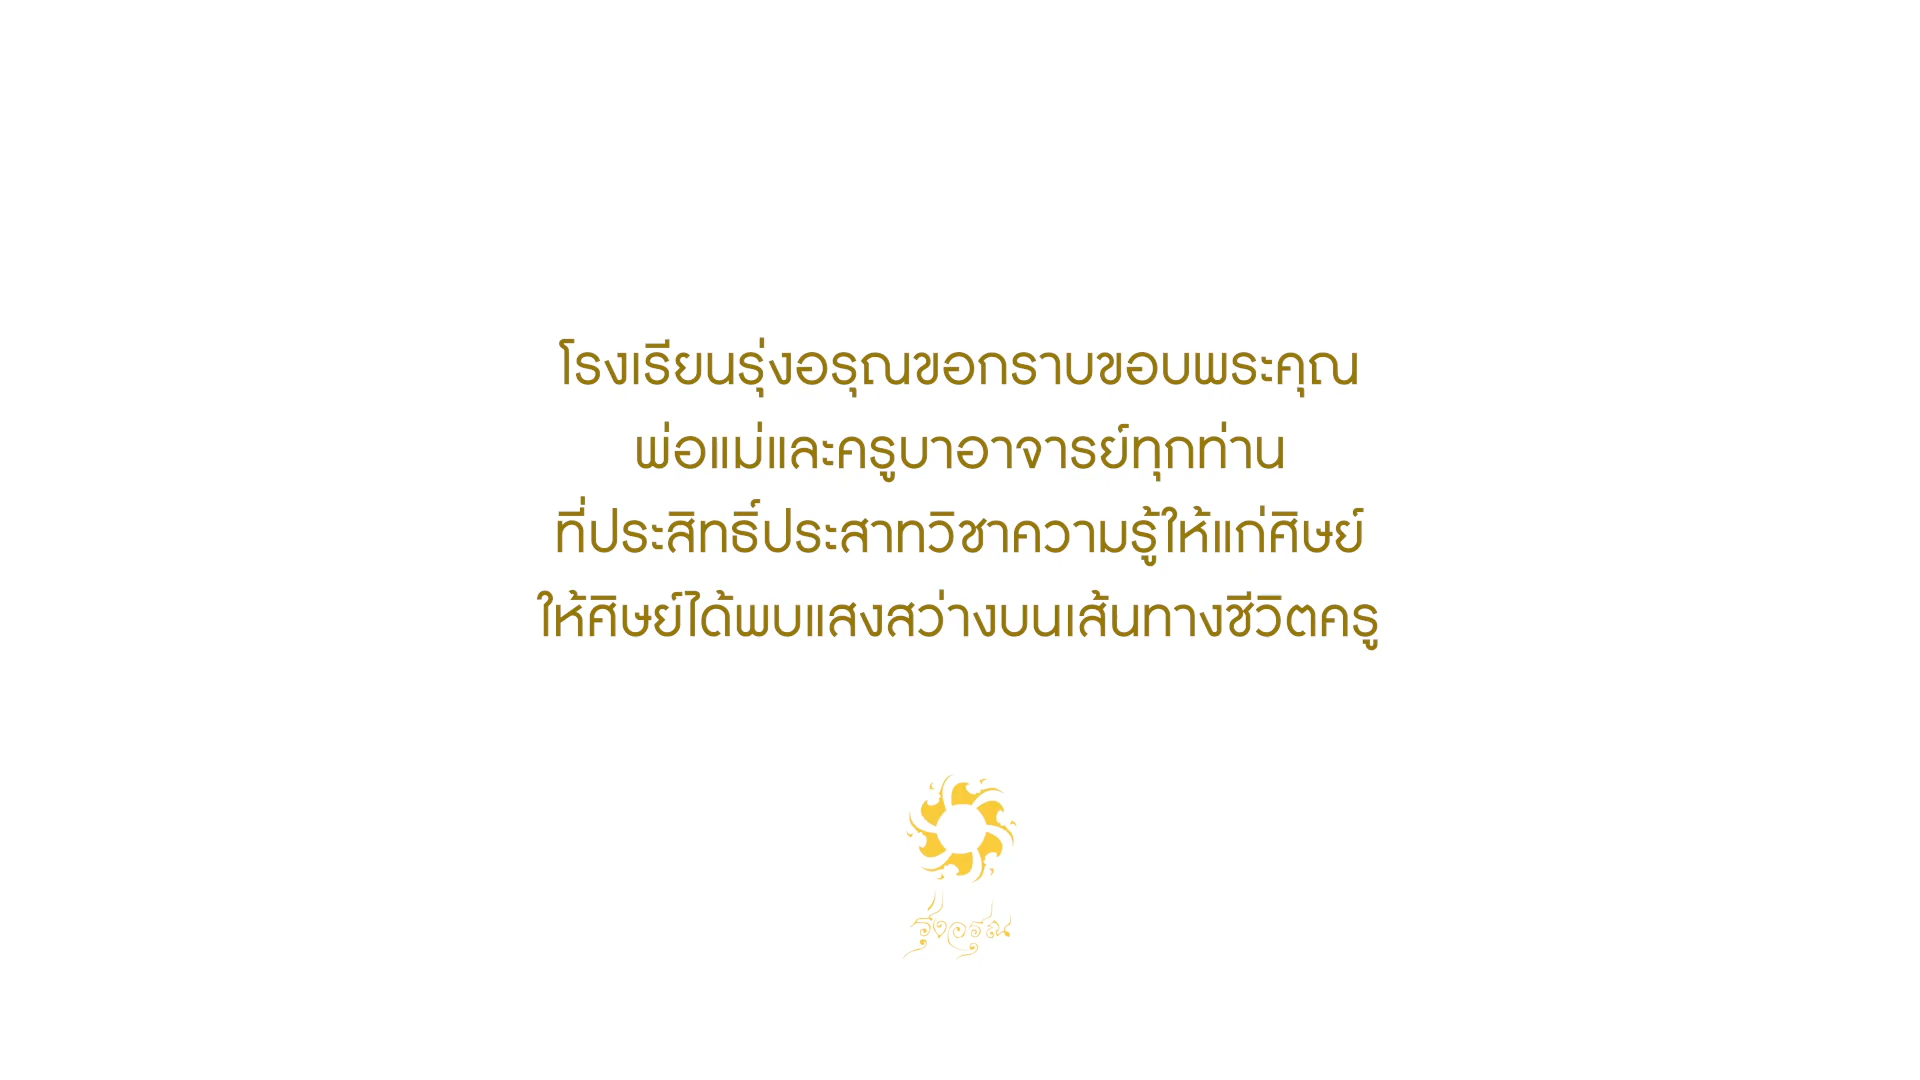 โรงเรียนรุ่งอรุณขอกราบขอบพระคุณ
พ่อแม่และครูบาอาจารย์ทุกท่าน
ที่ประสิทธิ์ประสาทวิชาความรู้ให้แก่ศิษย์
ให้ศิษย์ได้พบแสงสว่างบนเส้นทางชีวิตครู
รุ่งอรุณ